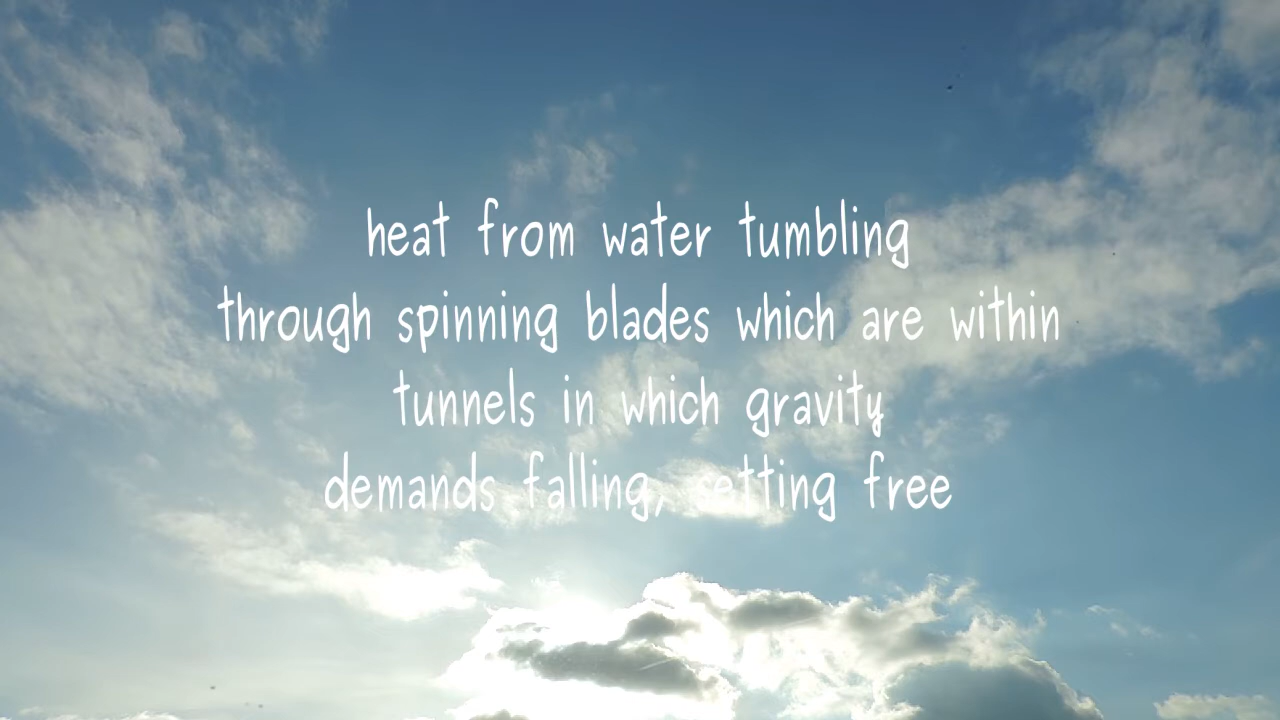 heat from water tumbling
through spinning blades which are within
tunnels in which gravity
demands falling, setting free